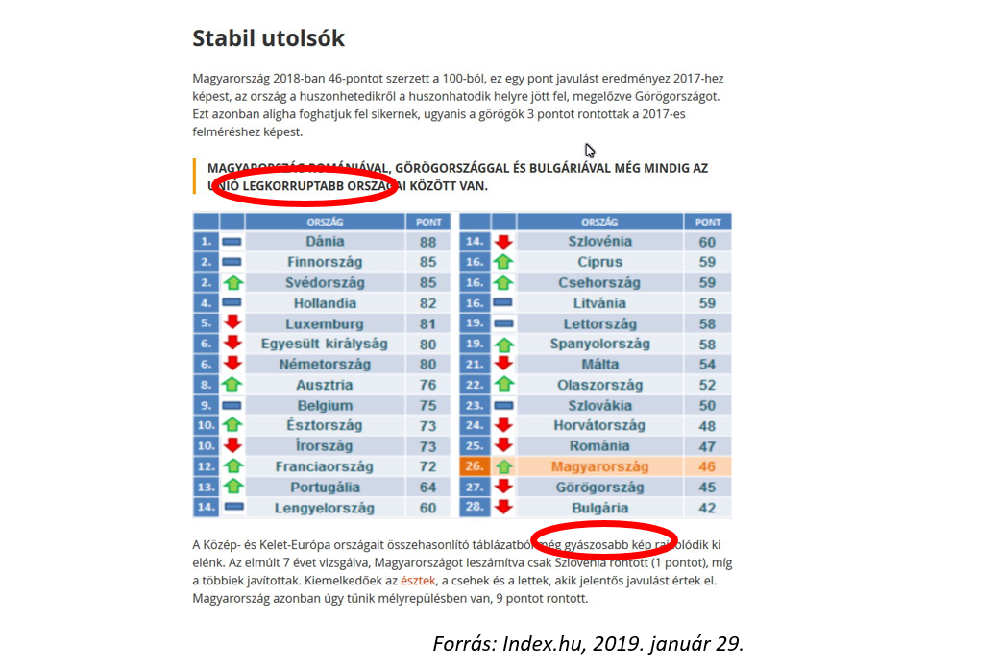 Stabil utolsók
Magyarország 2018-ban 46-pontot szerzett a 100-ból, ez egy pont javulást eredményez 2017-hez
képest, az ország a huszonhetedikről a huszonhatodik helyre jött fel, megelőzve Görögországot.
Ezt azonban aligha foghatjuk fel sikernek, ugyanis a görögök 3 pontot rontottak a 2017-es
felméréshez képest.
MAGYARORSZÁG ROMÁNIÁVAL, GÖRÖGORSZÁGGAL ÉS BULGÁRIÁVAL MÉG MINDIG AZ
UNIÓ LEGKORRUPTABB ORSZÁGAI KÖZÖTT VAN.
ORSZÁG PONT ORSZÁG PONT
1. Dánia 88 14. Szlovénia 60
2. Finnország 85 16. Ciprus 59
2. Svédország 85 16. Csehország 59
4. Hollandia 82 16. Litvánia 59
5. Luxemburg 81 19. Lettország 58
6. Egyesült királyság 80 19. Spanyolország 58
6. Németország 80 21. Málta 54
8. Ausztria 76 22. Olaszország 52
9. Belgium 75 23. Szlovákia 50
10. Észtország 73 24. Horvátország 48
10. Írország 73 25. Románia 47
12. Franciaország 72 26. Magyarország 46
13. Portugália 64 27. Görögország 45
14. Lengyelország 60 28. Bulgária 42
A Közép- és Kelet-Európa országait összehasonlító táblázatból még gyászosabb kép rajzolódik ki
elénk. Az elmúlt 7 évet vizsgálva, Magyarországot leszámítva csak Szlovénia rontott (1 pontot), míg
a többiek javítottak. Kiemelkedőek az észtek, a csehek és a lettek, akik jelentős javulást értek el.
Magyarország azonban úgy tűnik mélyrepülésben van, 9 pontot rontott.
Forrás: Index.hu, 2019. január 29.